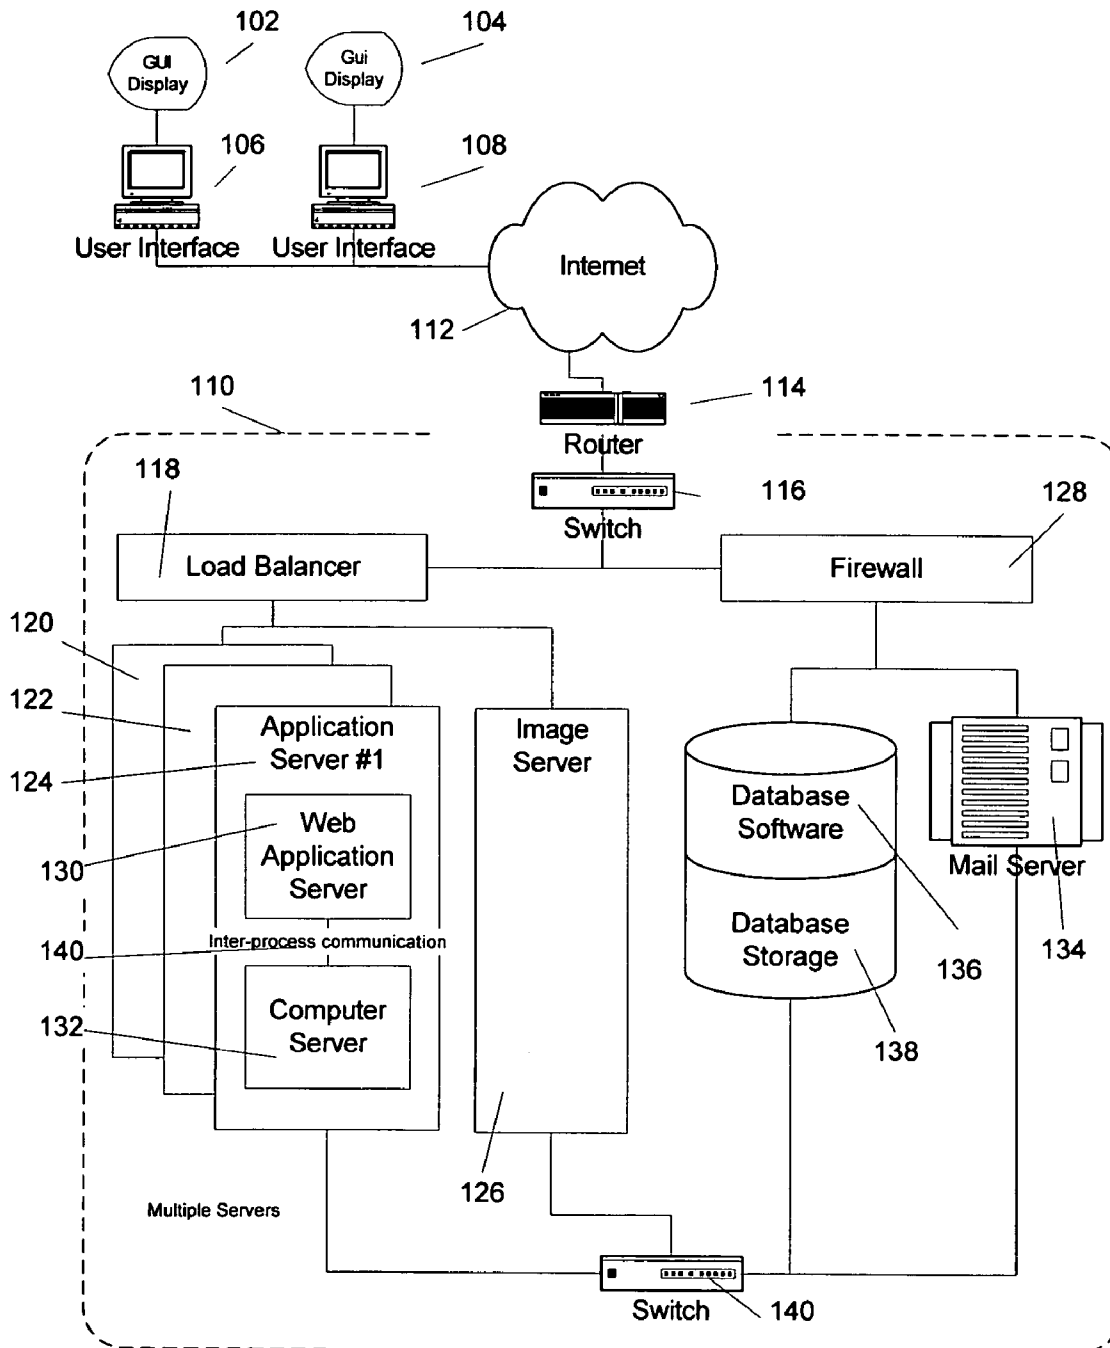 102
104
GUI
Display
Gui
Display
106
108
User Interface
User Interface
Internet
112
110
114
Router
118
116
128
Switch
Load Balancer
Firewall
120
122
124
Application
Server #1
Image
Server
130
Web
Application
Server
Database
Software
Mail Server
140
Inter-process communication
Database
Storage
136
134
132
Computer
Server
138
126
Multiple Servers
Switch
140